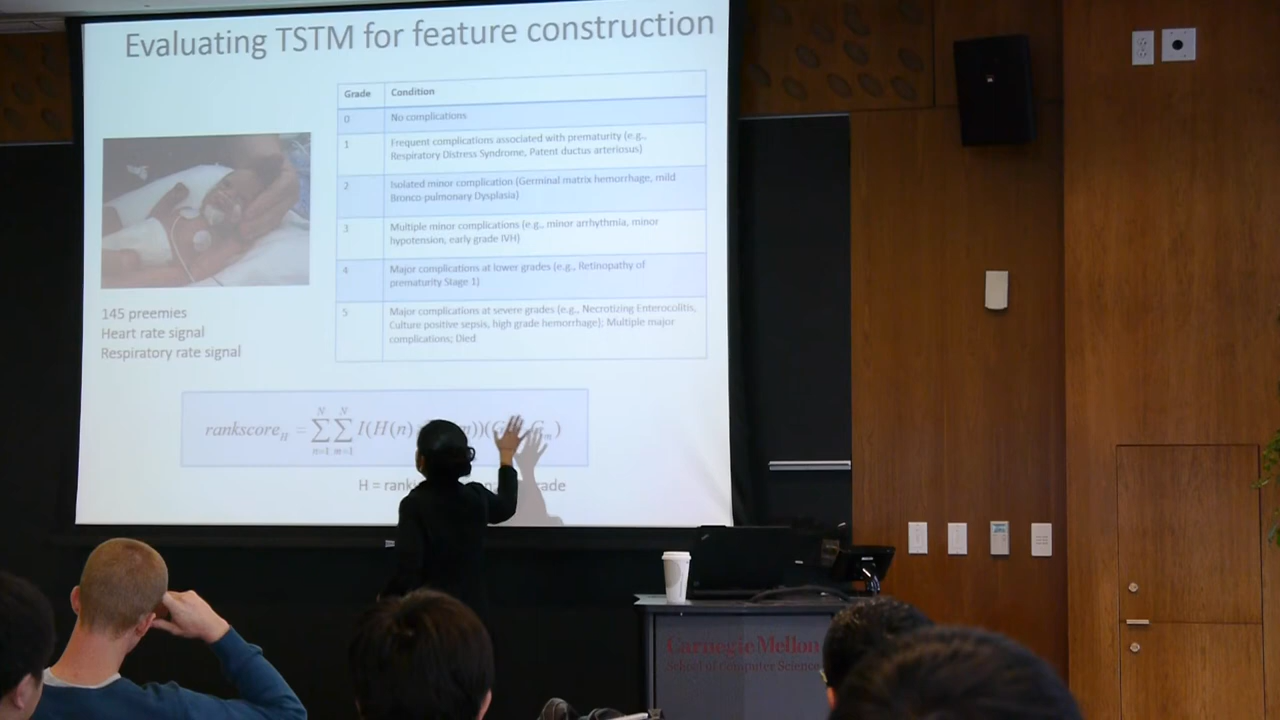 Evaluating TSTM for feature construction
Grade Condition
0 No complications
1 Frequent complications associated with prematurity (e.g.,
Respiratory Distress Syndrome, Patent ductus arteriosus)
2 Isolated minor complication (Germinal matrix hemorrhage, mild
Bronco-pulmonary Dysplasia)
3 Multiple minor complications (e.g., minor arrhythmia, minor
hypotension, early grade IVH)
4 Major complications at lower grades (e.g., Retinopathy of
prematurity Stage 1)
5 Major complications at severe grades (e.g., Necrotizing Enterocolitis,
Culture positive sepsis, high grade hemorrhage); Multiple major
complications; Died
145 preemies
Heart rate signal
Respiratory rate signal
N N
rankscore_H = ∑ ∑ I(H(n) m))(G G_m)
n=1 m=1
H =
Carnegie Mellon
School of Computer Science